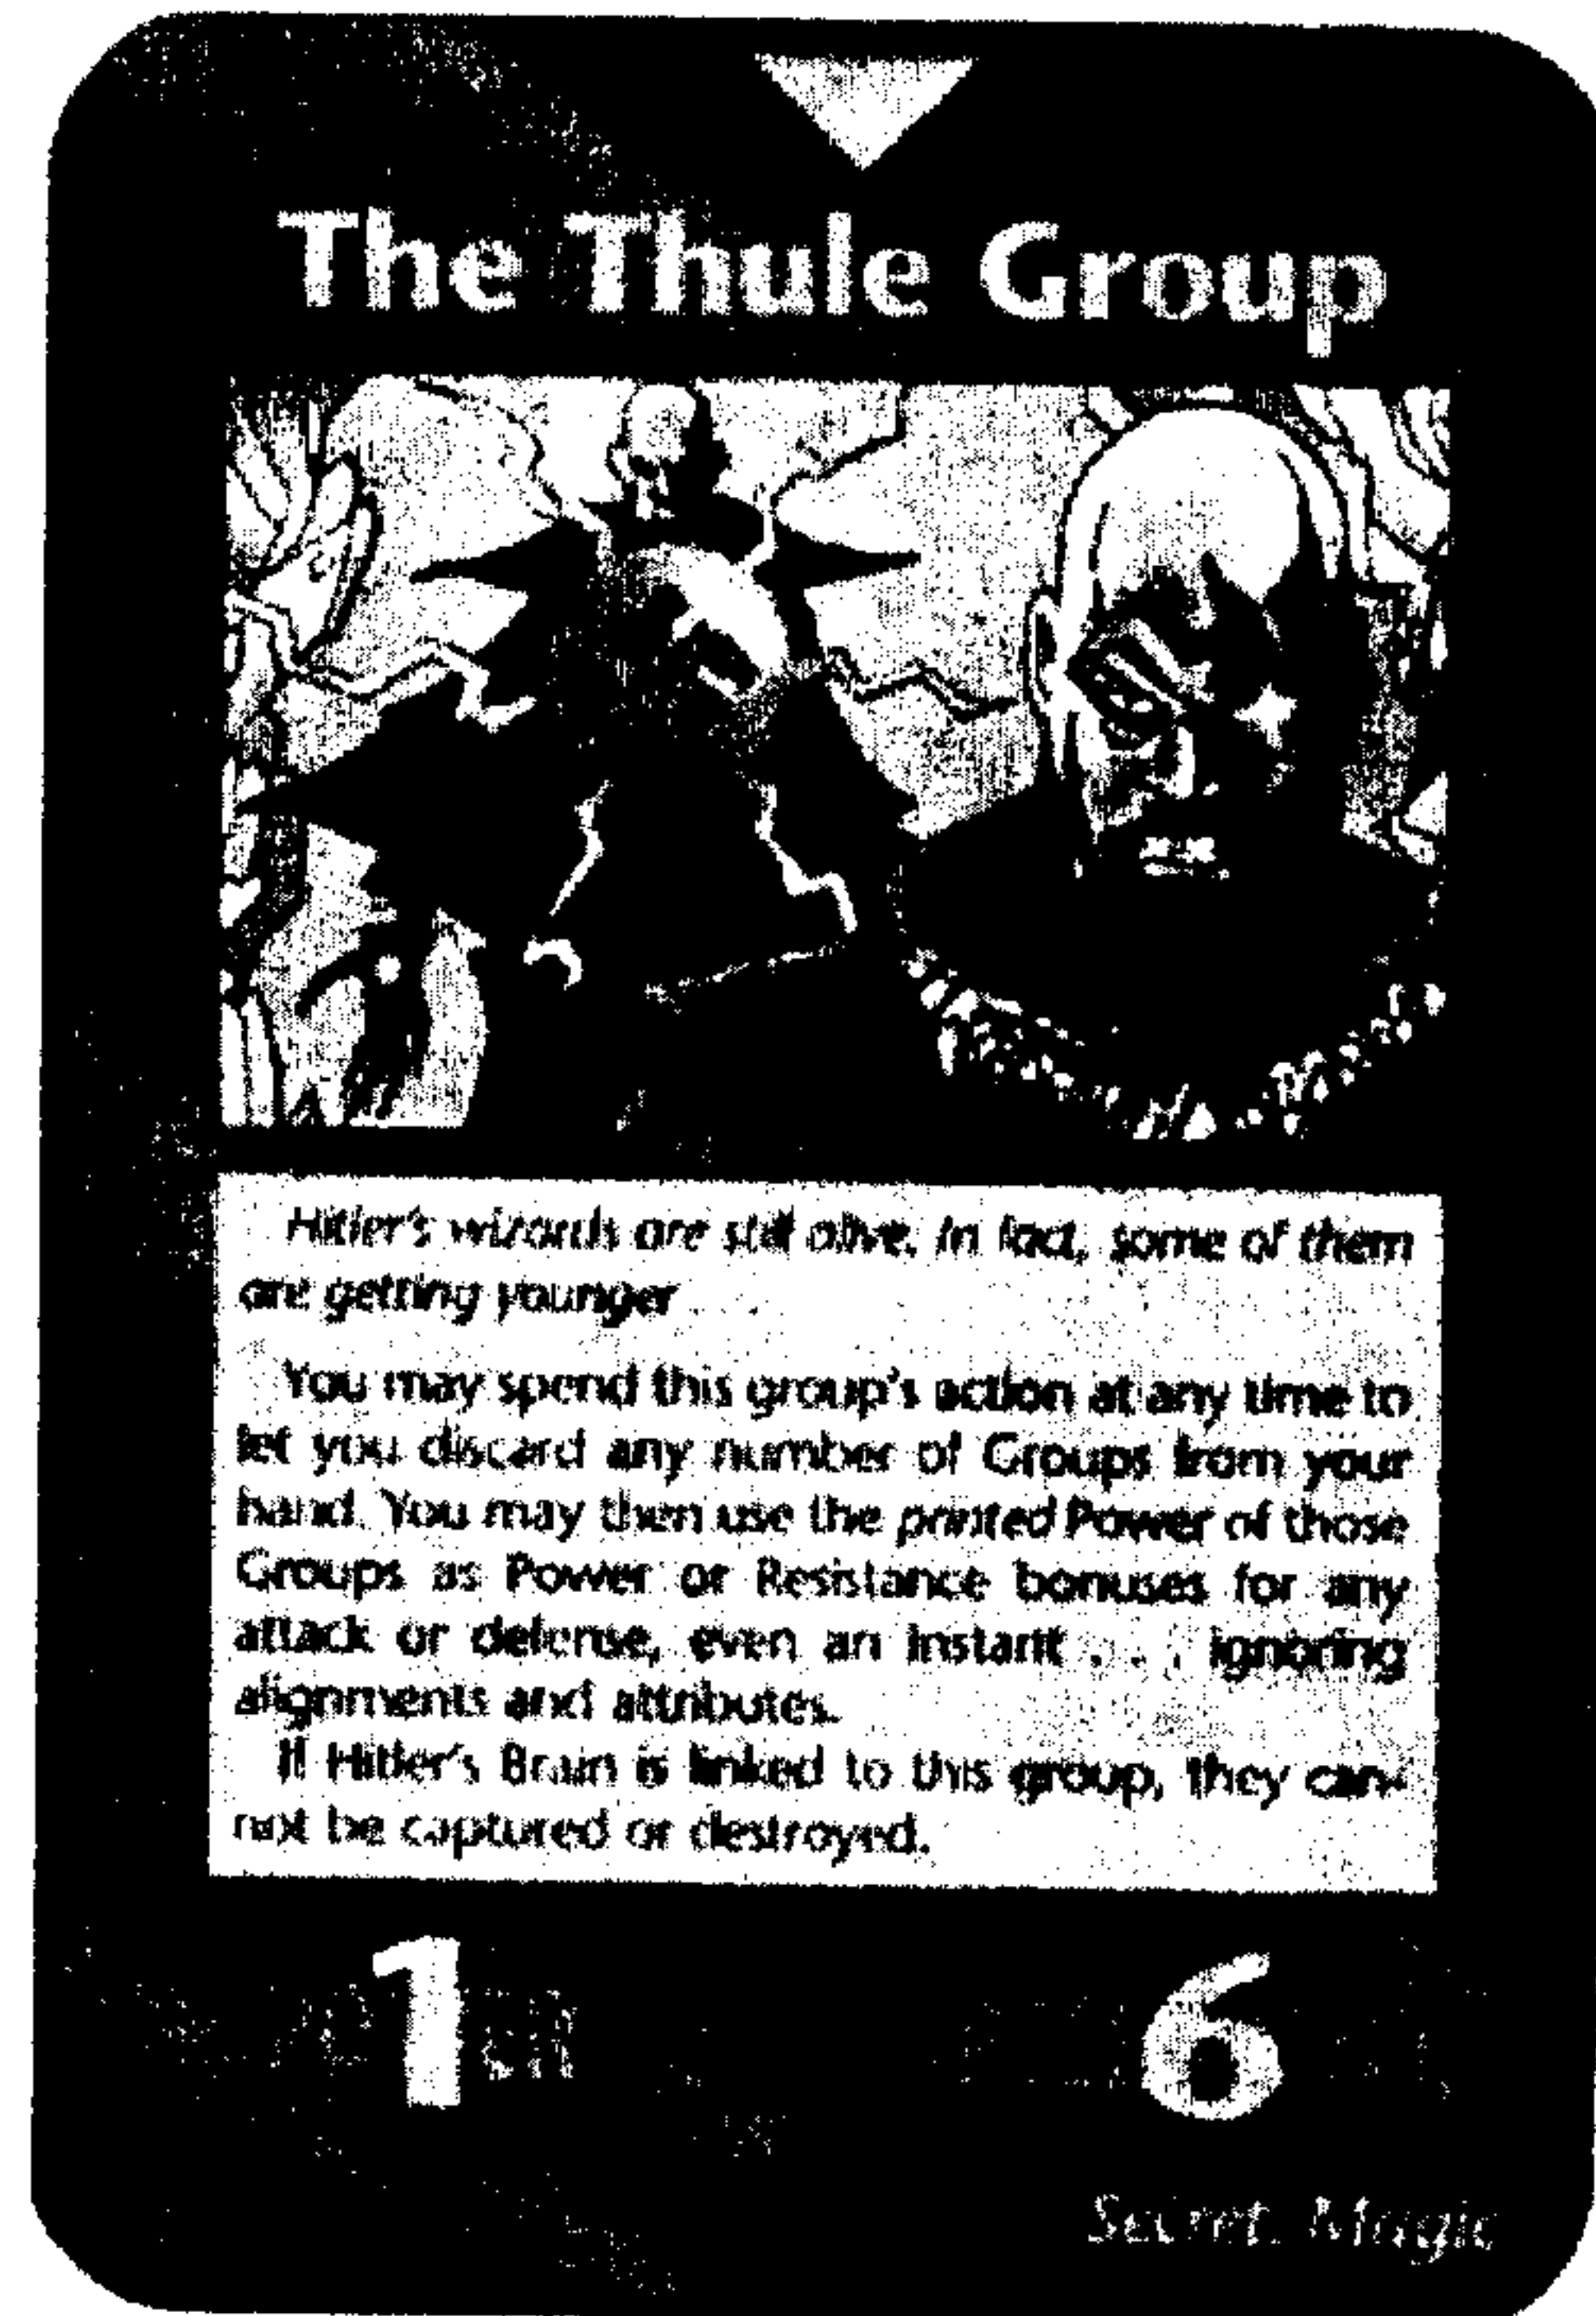 The Thule Group
Hitler's wizards are still alive. In fact, some of them
are getting younger . . .
You may spend this group's action at any time to
let you discard any number of Groups from your
hand. You may then use the printed Power of those
Groups as Power or Resistance bonuses for any
attack or defense, even an instant . . . ignoring
alignments and attributes.
If Hitler's Brain is linked to this group, they can-
not be captured or destroyed.
1 6
Secret, Magic